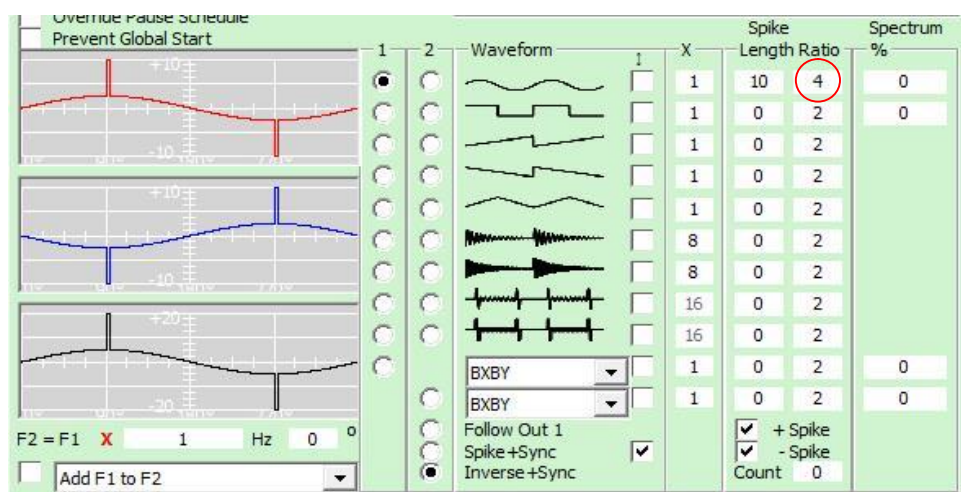 Override Pause Schedule
Prevent Global Start
Spike
Spectrum
1 2 Waveform ↕ X Length Ratio %
+10
-10
+10
-10
+20
-20
1 10 4 0
1 0 2 0
1 0 2
1 0 2
1 0 2
8 0 2
8 0 2
16 0 2
16 0 2
BXBY 1 0 2 0
BXBY 1 0 2 0
F2 = F1 X 1 Hz 0 º
Follow Out 1 + Spike
Spike+Sync - Spike
Add F1 to F2 Inverse+Sync Count 0